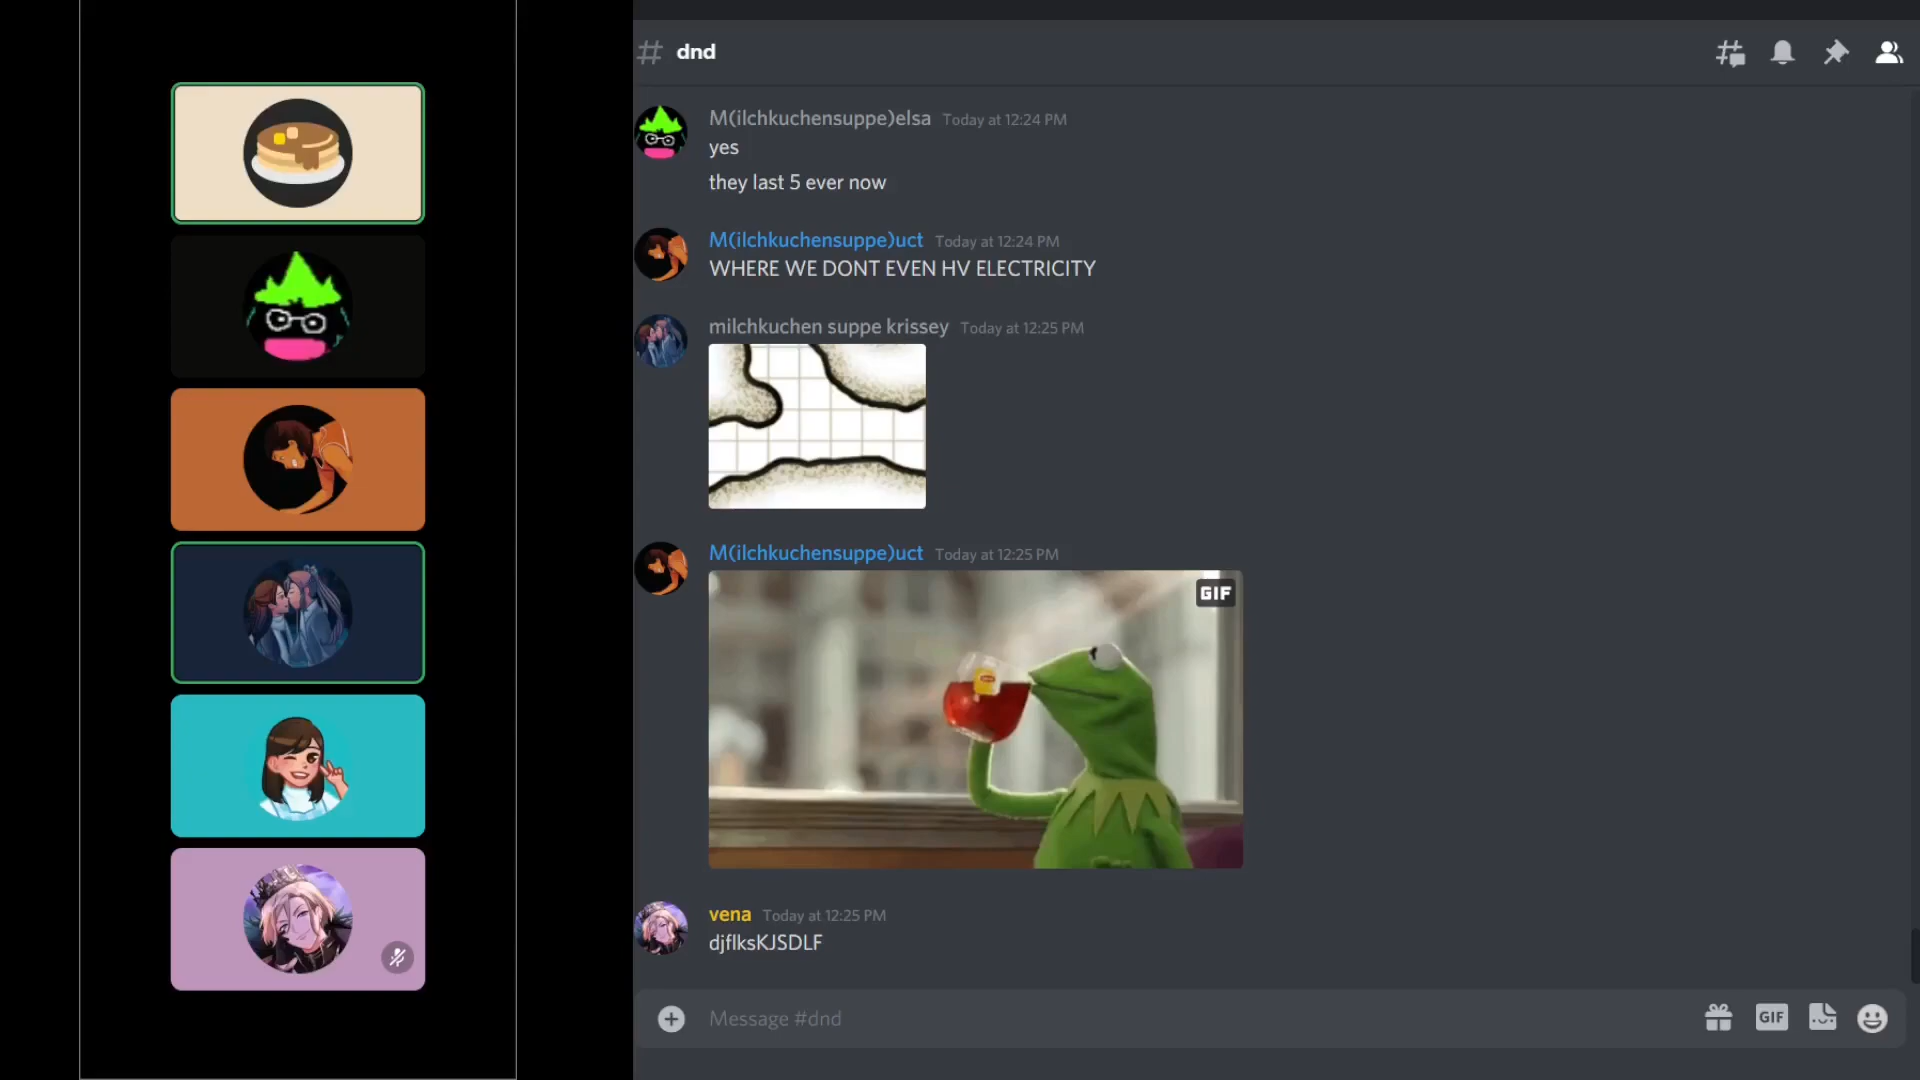 dnd
M(ilchkuchensuppe)elsa Today at 12:24 PM
yes
they last 5 ever now
M(ilchkuchensuppe)uct Today at 12:24 PM
WHERE WE DONT EVEN HV ELECTRICITY
milchkuchen suppe krissey Today at 12:25 PM
M(ilchkuchensuppe)uct Today at 12:25 PM
GIF
vena Today at 12:25 PM
djflksKJSDLF
Message #dnd
GIF